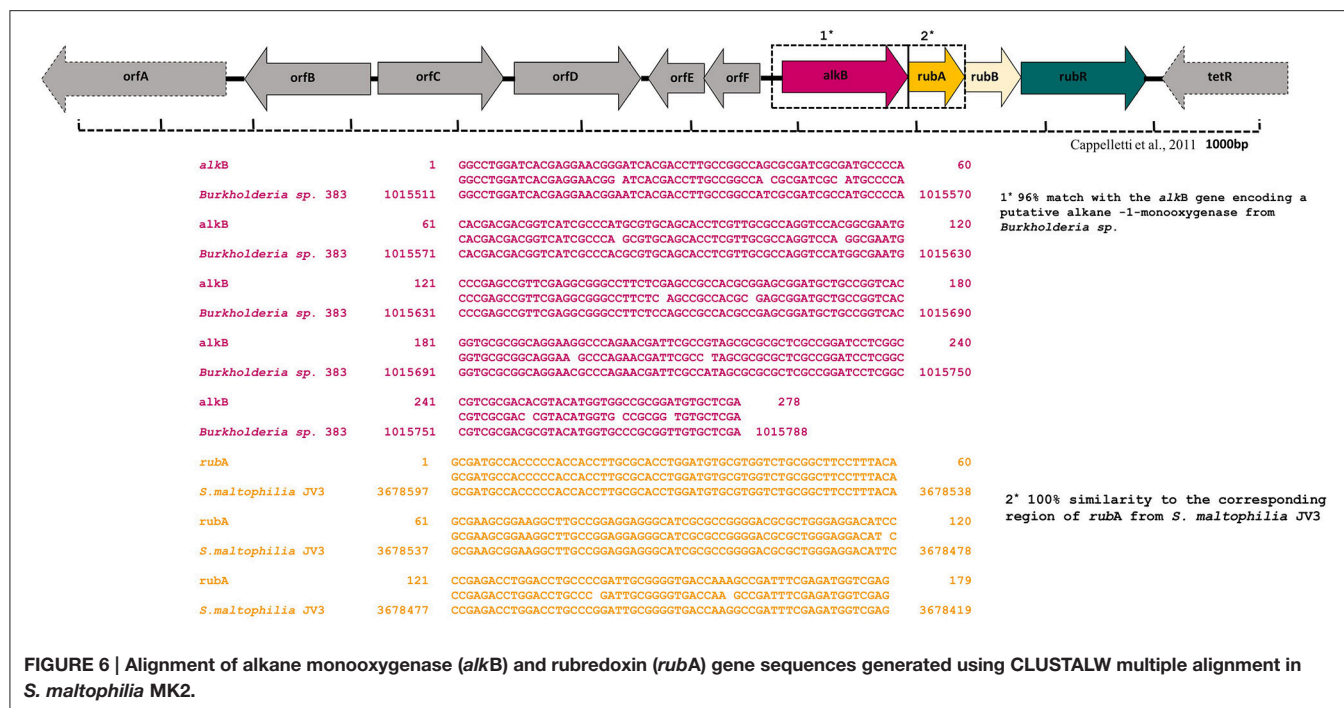 1* 2*
orfA orfB orfC orfD orfE orfF alkB rubA rubB rubR tetR
Cappelletti et al., 2011 1000bp
alkB 1 GGCCTGGATCACGAGGAACGGGATCACGACCTTGCCGGCCAGCGCGATCGCGATGCCCCA 60
GGCCTGGATCACGAGGAACGG ATCACGACCTTGCCGGCCA CGCGATCGC ATGCCCCA
Burkholderia sp. 383 1015511 GGCCTGGATCACGAGGAACGGAATCACGACCTTGCCGGCCATCGCGATCGCCATGCCCCA 1015570
1* 96% match with the alkB gene encoding a
putative alkane -1-monooxygenase from
Burkholderia sp.
alkB 61 CACGACGACGGTCATCGCCCATGCGTGCAGCACCTCGTTGCGCCAGGTCCACGGCGAATG 120
CACGACGACGGTCATCGCCCA GCGTGCAGCACCTCGTTGCGCCAGGTCCA GGCGAATG
Burkholderia sp. 383 1015571 CACGACGACGGTCATCGCCCACGCGTGCAGCACCTCGTTGCGCCAGGTCCATGGCGAATG 1015630
alkB 121 CCCGAGCCGTTCGAGGCGGGCCTTCTCGAGCCGCCACGCGGAGCGGATGCTGCCGGTCAC 180
CCCGAGCCGTTCGAGGCGGGCCTTCTC AGCCGCCACGC GAGCGGATGCTGCCGGTCAC
Burkholderia sp. 383 1015631 CCCGAGCCGTTCGAGGCGGGCCTTCTCCAGCCGCCACGCCGAGCGGATGCTGCCGGTCAC 1015690
alkB 181 GGTGCGCGGCAGGAAGGCCCAGAACGATTCGCCGTAGCGCGCGCTCGCCGGATCCTCGGC 240
GGTGCGCGGCAGGAA GCCCAGAACGATTCGCC TAGCGCGCGCTCGCCGGATCCTCGGC
Burkholderia sp. 383 1015691 GGTGCGCGGCAGGAACGCCCAGAACGATTCGCCATAGCGCGCGCTCGCCGGATCCTCGGC 1015750
alkB 241 CGTCGCGACACGTACATGGTGGCCGCGGATGTGCTCGA 278
CGTCGCGAC CGTACATGGTG CCGCGG TGTGCTCGA
Burkholderia sp. 383 1015751 CGTCGCGACGCGTACATGGTGCCCGCGGTTGTGCTCGA 1015788
rubA 1 GCGATGCCACCCCCACCACCTTGCGCACCTGGATGTGCGTGGTCTGCGGCTTCCTTTACA 60
GCGATGCCACCCCCACCACCTTGCGCACCTGGATGTGCGTGGTCTGCGGCTTCCTTTACA
S.maltophilia JV3 3678597 GCGATGCCACCCCCACCACCTTGCGCACCTGGATGTGCGTGGTCTGCGGCTTCCTTTACA 3678538
2* 100% similarity to the corresponding
region of rubA from S. maltophilia JV3
rubA 61 GCGAAGCGGAAGGCTTGCCGGAGGAGGGCATCGCGCCGGGGACGCGCTGGGAGGACATCC 120
GCGAAGCGGAAGGCTTGCCGGAGGAGGGCATCGCGCCGGGGACGCGCTGGGAGGACAT C
S.maltophilia JV3 3678537 GCGAAGCGGAAGGCTTGCCGGAGGAGGGCATCGCGCCGGGGACGCGCTGGGAGGACATTC 3678478
rubA 121 CCGAGACCTGGACCTGCCCCGATTGCGGGGTGACCAAAGCCGATTTCGAGATGGTCGAG 179
CCGAGACCTGGACCTGCCC GATTGCGGGGTGACCAA GCCGATTTCGAGATGGTCGAG
S.maltophilia JV3 3678477 CCGAGACCTGGACCTGCCCGGATTGCGGGGTGACCAAGGCCGATTTCGAGATGGTCGAG 3678419
FIGURE 6 | Alignment of alkane monooxygenase (alkB) and rubredoxin (rubA) gene sequences generated using CLUSTALW multiple alignment in
S. maltophilia MK2.